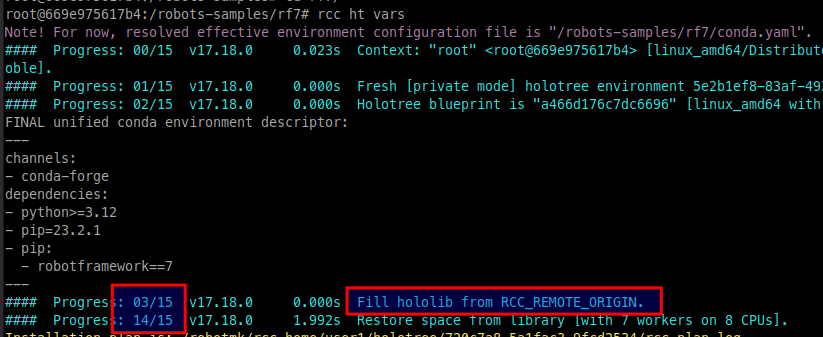 root@669e975617b4:/robots-samples/rf7# rcc ht vars
Note! For now, resolved effective environment configuration file is "/robots-samples/rf7/conda.yaml".
####  Progress: 00/15  v17.18.0     0.023s  Context: "root" <root@669e975617b4> [linux_amd64/Distribut
oble].
####  Progress: 01/15  v17.18.0     0.000s  Fresh [private mode] holotree environment 5e2b1ef8-83af-49
####  Progress: 02/15  v17.18.0     0.000s  Holotree blueprint is "a466d176c7dc6696" [linux_amd64 with
FINAL unified conda environment descriptor:
---
channels:
- conda-forge
dependencies:
- python>=3.12
- pip=23.2.1
- pip:
  - robotframework==7
---
####  Progress: 03/15  v17.18.0     0.000s  Fill hololib from RCC_REMOTE_ORIGIN.
####  Progress: 14/15  v17.18.0     1.992s  Restore space from library [with 7 workers on 8 CPUs].